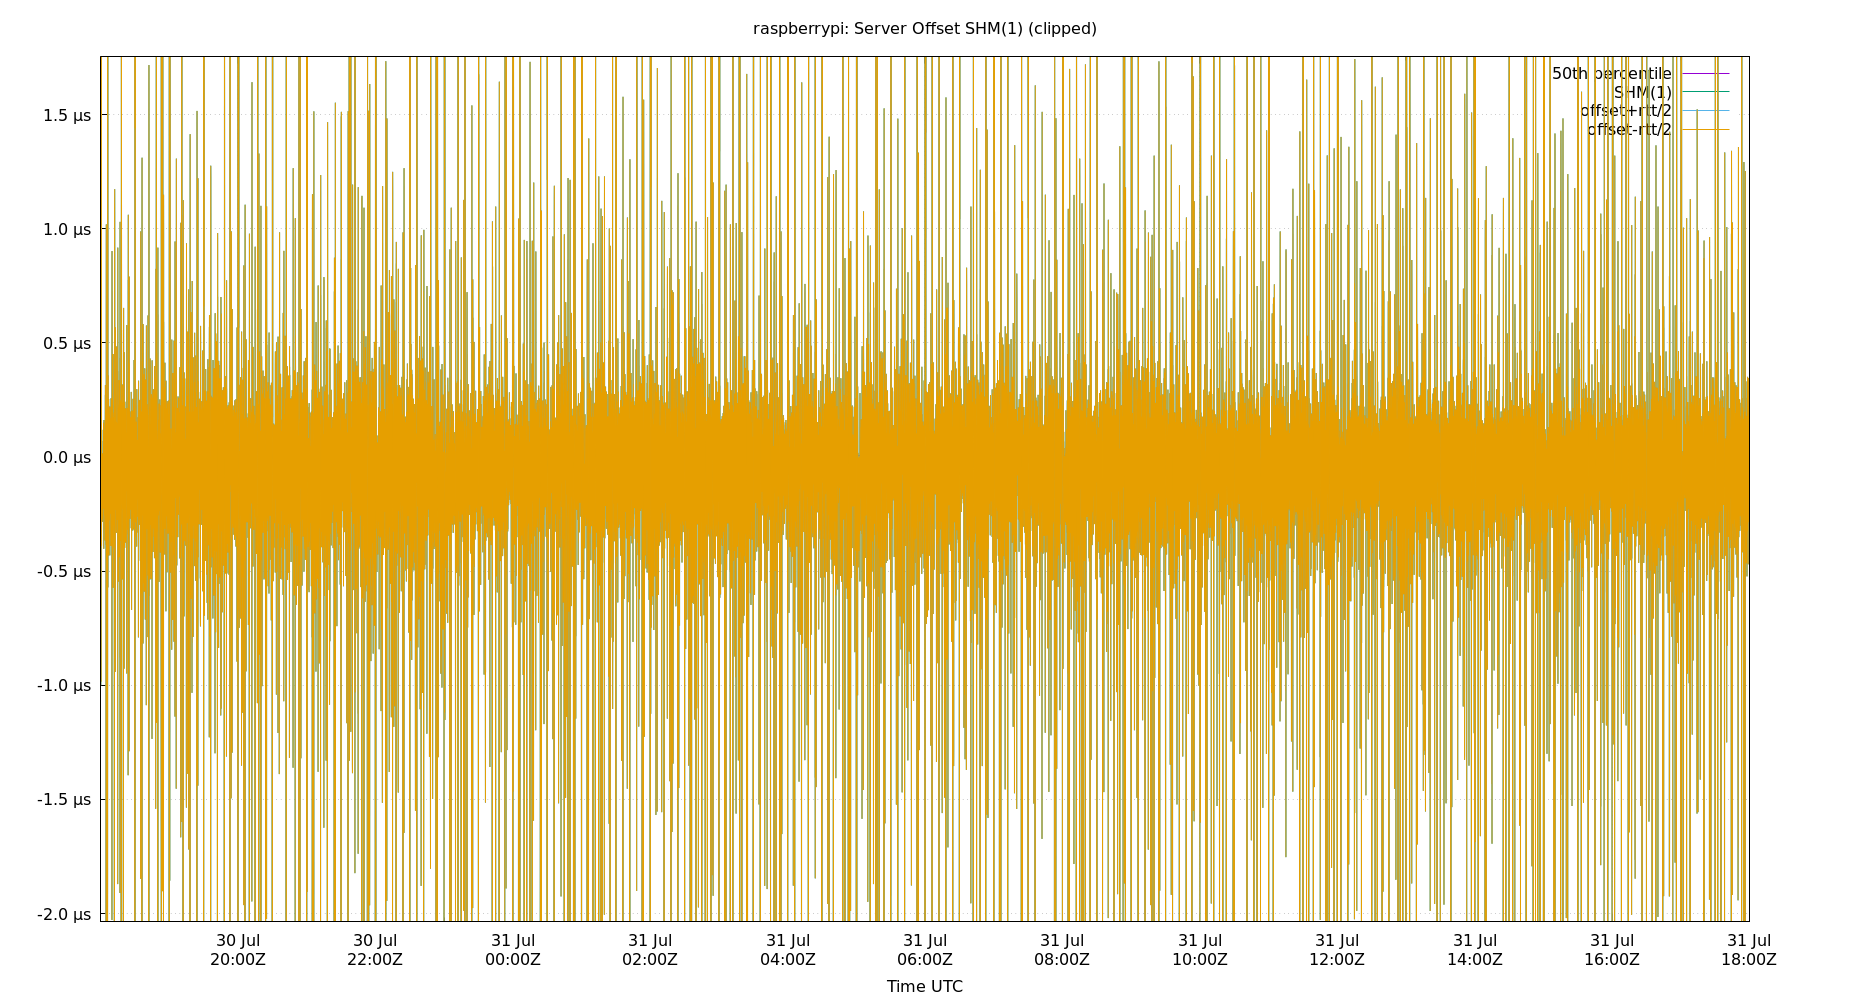 raspberrypi: Server Offset SHM(1) (clipped)
50th percentile
SHM(1)
offset+rtt/2
offset-rtt/2
1.5 µs
1.0 µs
0.5 µs
0.0 µs
-0.5 µs
-1.0 µs
-1.5 µs
-2.0 µs
30 Jul 30 Jul 31 Jul 31 Jul 31 Jul 31 Jul 31 Jul 31 Jul 31 Jul 31 Jul 31 Jul 31 Jul
20:00Z 22:00Z 00:00Z 02:00Z 04:00Z 06:00Z 08:00Z 10:00Z 12:00Z 14:00Z 16:00Z 18:00Z
Time UTC